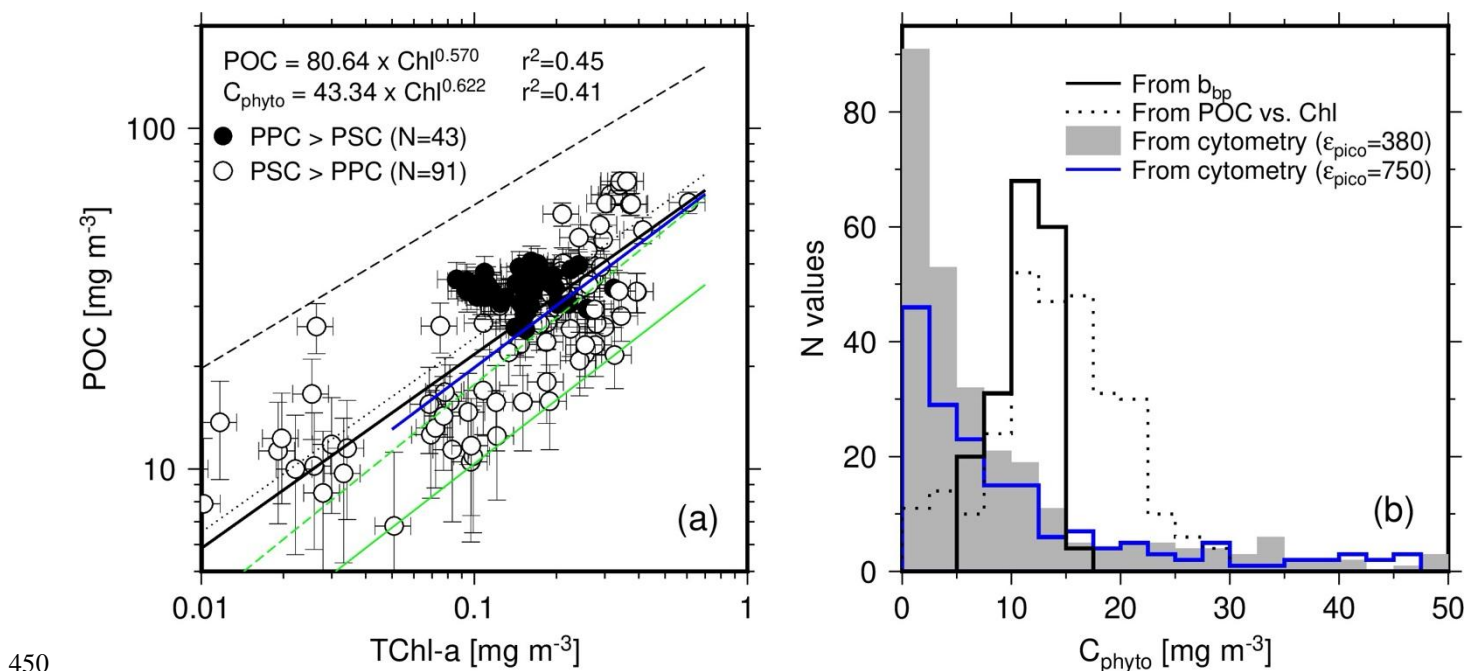 POC = 80.64 x Chl^0.570 r^2=0.45
C_phyto = 43.34 x Chl^0.622 r^2=0.41
● PPC > PSC (N=43)
○ PSC > PPC (N=91)
100
10
POC [mg m^-3]
(a)
0.01 0.1 1
TChl-a [mg m^-3]
From b_bp
From POC vs. Chl
From cytometry (ε_pico=380)
From cytometry (ε_pico=750)
80
60
40
20
0
N values
(b)
0 10 20 30 40 50
C_phyto [mg m^-3]
450